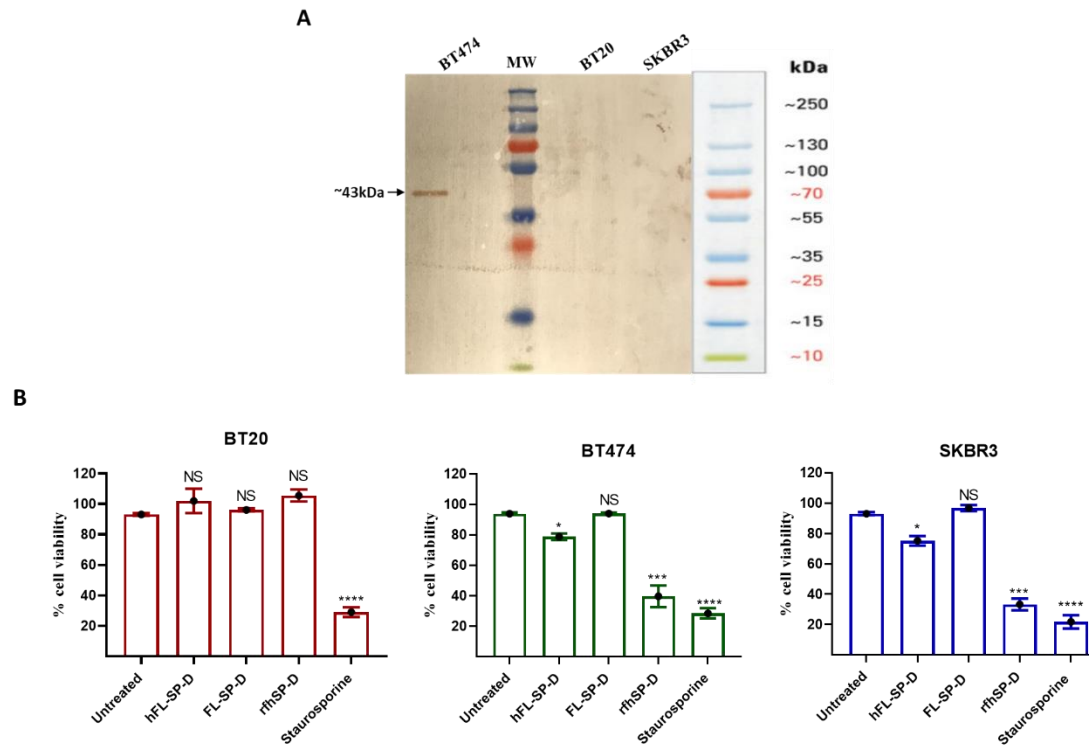 A
BT474 MW BT20 SKBR3 kDa
~250
~130
~100
~43kDa ~70
~55
~35
~25
~15
~10
B
BT20
% cell viability
120
100
80
60
40
20
NS
NS
NS
****
Untreated
hFL-SP-D
FL-SP-D
rfhSP-D
Staurosporine
BT474
% cell viability
120
100
80
60
40
20
*
NS
***
****
Untreated
hFL-SP-D
FL-SP-D
rfhSP-D
Staurosporine
SKBR3
% cell viability
120
100
80
60
40
20
*
NS
***
****
Untreated
hFL-SP-D
FL-SP-D
rfhSP-D
Staurosporine